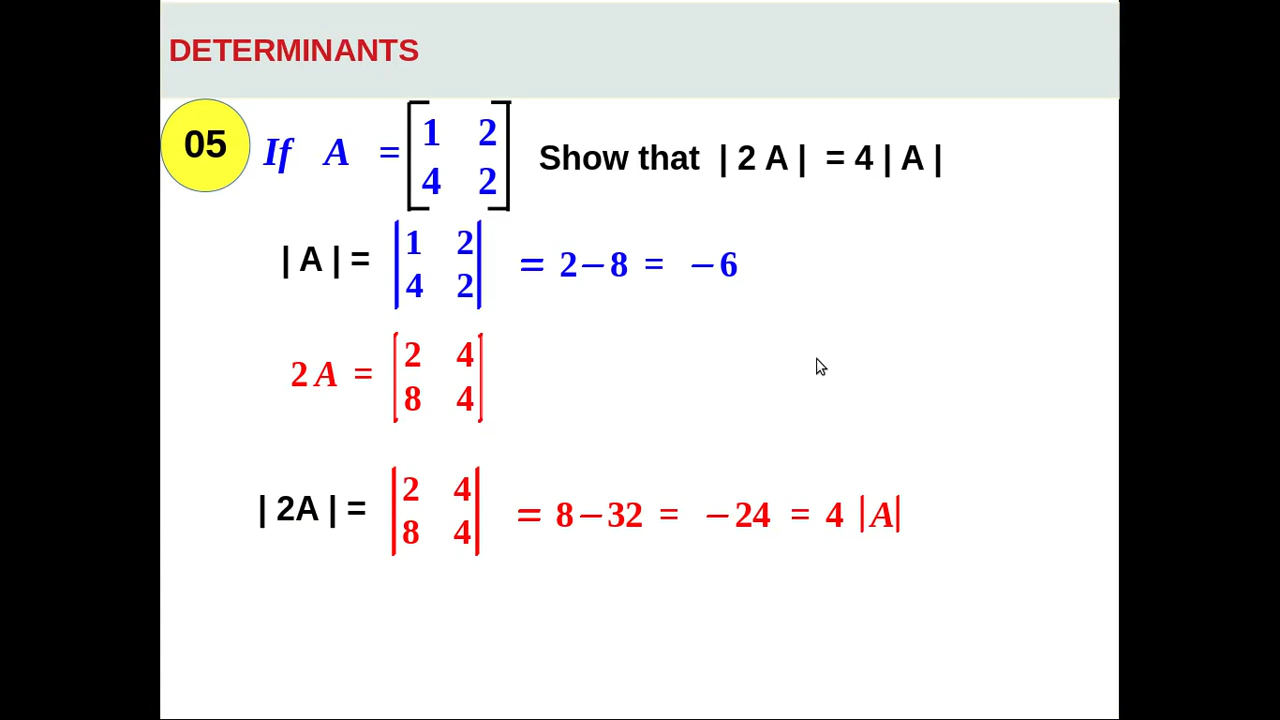 DETERMINANTS
05 If A = [1 2 Show that | 2 A | = 4 | A |
4 2]
| A | = |1 2 = 2−8 = −6
4 2|
2 A = [2 4
8 4]
| 2A | = |2 4 = 8−32 = −24 = 4 |A|
8 4|